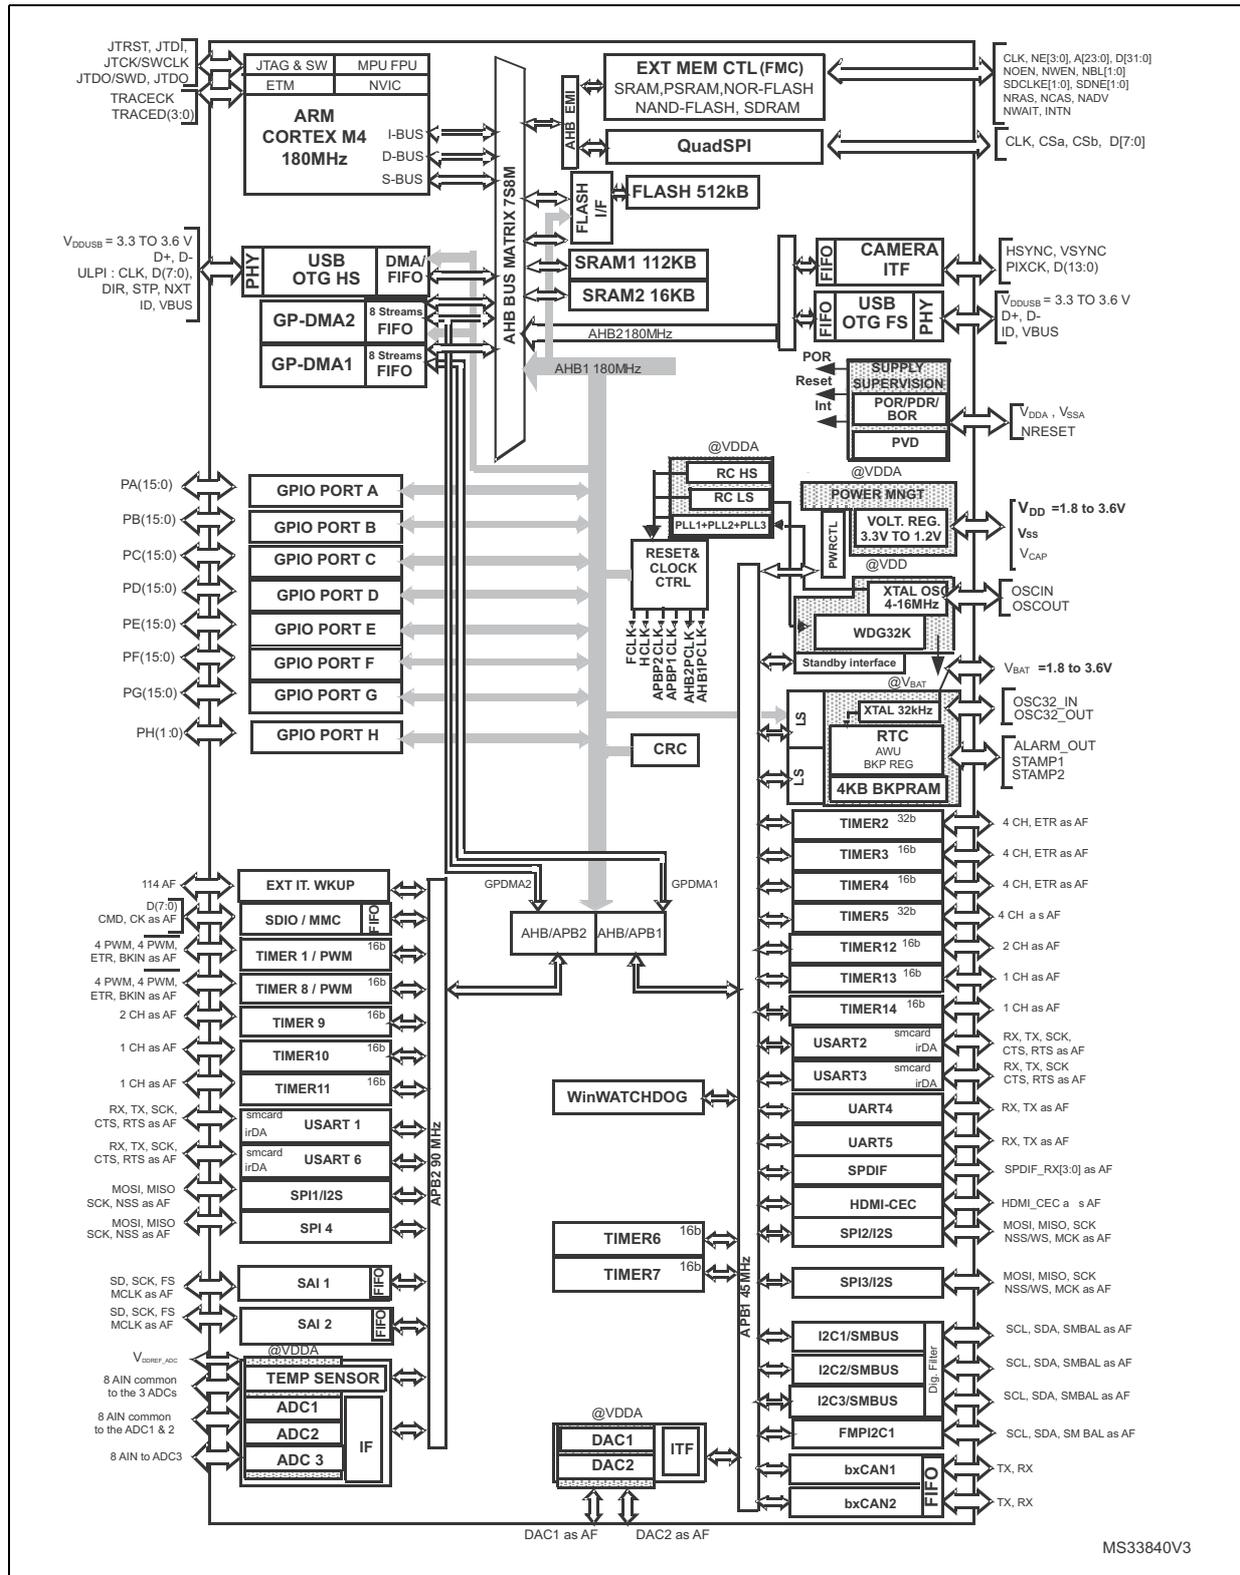 JTRST, JTDI,
JTCK/SWCLK
JTDO/SWD, JTDO
TRACECK
TRACED(3:0)
JTAG & SW
MPU FPU
ETM
NVIC
ARM
CORTEX M4
180MHz
I-BUS
D-BUS
S-BUS
AHB BUS MATRIX 7S8M
AHB EMI
EXT MEM CTL (FMC)
SRAM,PSRAM,NOR-FLASH
NAND-FLASH, SDRAM
QuadSPI
CLK, NE[3:0], A[23:0], D[31:0]
NOEN, NWEN, NBL[1:0]
SDCLKE[1:0], SDNE[1:0]
NRAS, NCAS, NADV
NWAIT, INTN
CLK, CSa, CSb, D[7:0]
FLASH
I/F
FLASH 512kB
SRAM1 112KB
SRAM2 16KB
VDDUSB = 3.3 TO 3.6 V
D+, D-
ULPI : CLK, D(7:0),
DIR, STP, NXT
ID, VBUS
PHY
USB
OTG HS
DMA/
FIFO
GP-DMA2
8 Streams
FIFO
GP-DMA1
8 Streams
FIFO
AHB2180MHz
AHB1 180MHz
FIFO
CAMERA
ITF
HSYNC, VSYNC
PIXCK, D(13:0)
FIFO
USB
OTG FS
PHY
VDDUSB = 3.3 TO 3.6 V
D+, D-
ID, VBUS
POR
Reset
Int
SUPPLY
SUPERVISION
POR/PDR/
BOR
PVD
VDDA , VSSA
NRESET
@VDDA
RC HS
RC LS
PLL1+PLL2+PLL3
RESET&
CLOCK
CTRL
FCLK
HCLK
APBP2CLK
APBP1CLK
AHB2PCLK
AHB1PCLK
@VDDA
POWER MNGT
VOLT. REG.
3.3V TO 1.2V
PWRCTL
VDD =1.8 to 3.6V
Vss
VCAP
@VDD
XTAL OSC
4-16MHz
OSCIN
OSCOUT
WDG32K
Standby interface
@VBAT
VBAT =1.8 to 3.6V
LS
LS
XTAL 32kHz
RTC
AWU
BKP REG
4KB BKPRAM
OSC32_IN
OSC32_OUT
ALARM_OUT
STAMP1
STAMP2
PA(15:0)
GPIO PORT A
PB(15:0)
GPIO PORT B
PC(15:0)
GPIO PORT C
PD(15:0)
GPIO PORT D
PE(15:0)
GPIO PORT E
PF(15:0)
GPIO PORT F
PG(15:0)
GPIO PORT G
PH(1:0)
GPIO PORT H
CRC
GPDMA2
GPDMA1
AHB/APB2
AHB/APB1
114 AF
EXT IT. WKUP
D(7:0)
CMD, CK as AF
SDIO / MMC
FIFO
4 PWM, 4 PWM,
ETR, BKIN as AF
TIMER 1 / PWM
16b
4 PWM, 4 PWM,
ETR, BKIN as AF
TIMER 8 / PWM
16b
2 CH as AF
TIMER 9
16b
1 CH as AF
TIMER10
16b
1 CH as AF
TIMER11
16b
RX, TX, SCK,
CTS, RTS as AF
smcard
irDA
USART 1
RX, TX, SCK,
CTS, RTS as AF
smcard
irDA
USART 6
MOSI, MISO
SCK, NSS as AF
SPI1/I2S
MOSI, MISO
SCK, NSS as AF
SPI 4
SD, SCK, FS
MCLK as AF
SAI 1
FIFO
SD, SCK, FS
MCLK as AF
SAI 2
FIFO
@VDDA
VDDREF_ADC
TEMP SENSOR
8 AIN common
to the 3 ADCs
ADC1
8 AIN common
to the ADC1 & 2
ADC2
8 AIN to ADC3
ADC 3
IF
APB2 90 MHz
WinWATCHDOG
TIMER6
16b
TIMER7
16b
@VDDA
DAC1
DAC2
ITF
DAC1 as AF
DAC2 as AF
APB1 45 MHz
TIMER2
32b
4 CH, ETR as AF
TIMER3
16b
4 CH, ETR as AF
TIMER4
16b
4 CH, ETR as AF
TIMER5
32b
4 CH a s AF
TIMER12
16b
2 CH as AF
TIMER13
16b
1 CH as AF
TIMER14
16b
1 CH as AF
USART2
smcard
irDA
RX, TX, SCK,
CTS, RTS as AF
USART3
smcard
irDA
RX, TX, SCK
CTS, RTS as AF
UART4
RX, TX as AF
UART5
RX, TX as AF
SPDIF
SPDIF_RX[3:0] as AF
HDMI-CEC
HDMI_CEC a s AF
SPI2/I2S
MOSI, MISO, SCK
NSS/WS, MCK as AF
SPI3/I2S
MOSI, MISO, SCK
NSS/WS, MCK as AF
I2C1/SMBUS
SCL, SDA, SMBAL as AF
I2C2/SMBUS
SCL, SDA, SMBAL as AF
I2C3/SMBUS
SCL, SDA, SMBAL as AF
Dig. Filter
FMPI2C1
SCL, SDA, SM BAL as AF
bxCAN1
TX, RX
bxCAN2
TX, RX
FIFO
MS33840V3